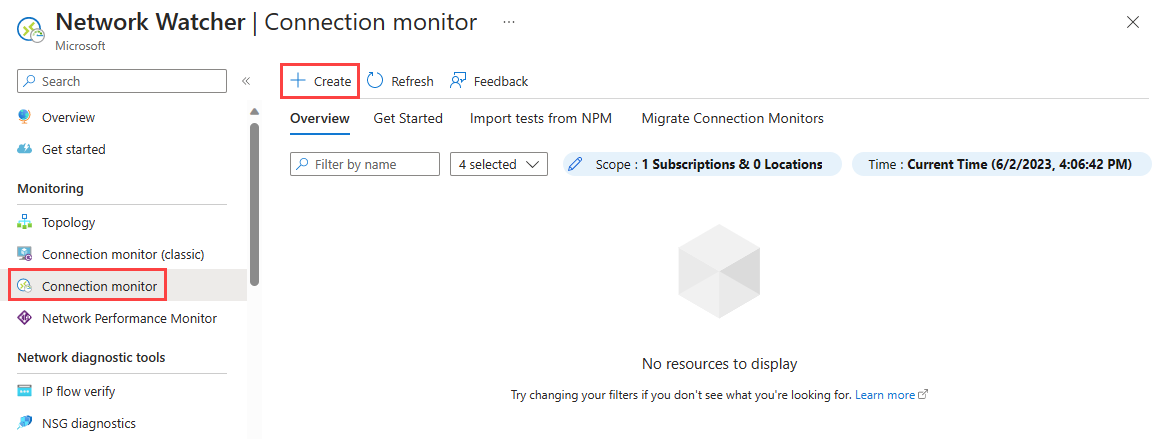 Network Watcher | Connection monitor ...
Microsoft
Search
Overview
Get started
Monitoring
Topology
Connection monitor (classic)
Connection monitor
Network Performance Monitor
Network diagnostic tools
IP flow verify
NSG diagnostics
Create Refresh Feedback
Overview Get Started Import tests from NPM Migrate Connection Monitors
Filter by name 4 selected Scope : 1 Subscriptions & 0 Locations Time : Current Time (6/2/2023, 4:06:42 PM)
No resources to display
Try changing your filters if you don't see what you're looking for. Learn more